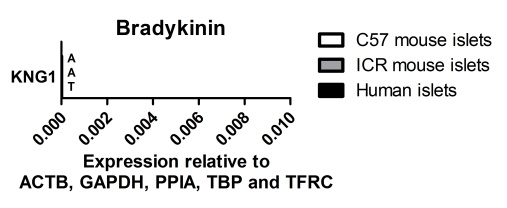 Bradykinin
KNG1
A
A
T
0.000 0.002 0.004 0.006 0.008 0.010
Expression relative to
ACTB, GAPDH, PPIA, TBP and TFRC
C57 mouse islets
ICR mouse islets
Human islets